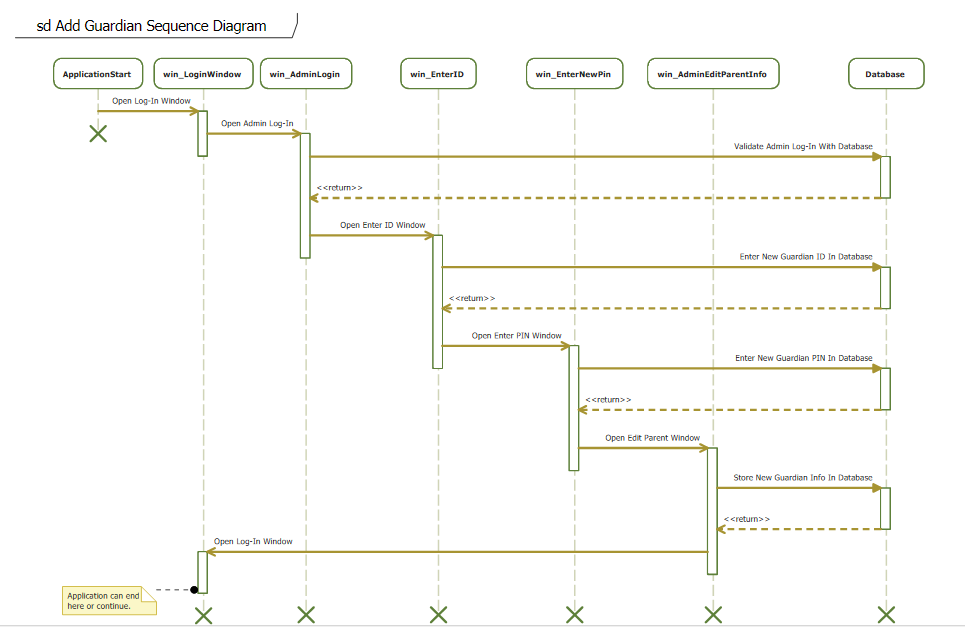 sd Add Guardian Sequence Diagram
ApplicationStart
win_LoginWindow
win_AdminLogin
win_EnterID
win_EnterNewPin
win_AdminEditParentInfo
Database
Open Log-In Window
Open Admin Log-In
Validate Admin Log-In With Database
<<return>>
Open Enter ID Window
Enter New Guardian ID In Database
<<return>>
Open Enter PIN Window
Enter New Guardian PIN In Database
<<return>>
Open Edit Parent Window
Store New Guardian Info In Database
<<return>>
Open Log-In Window
Application can end
here or continue.